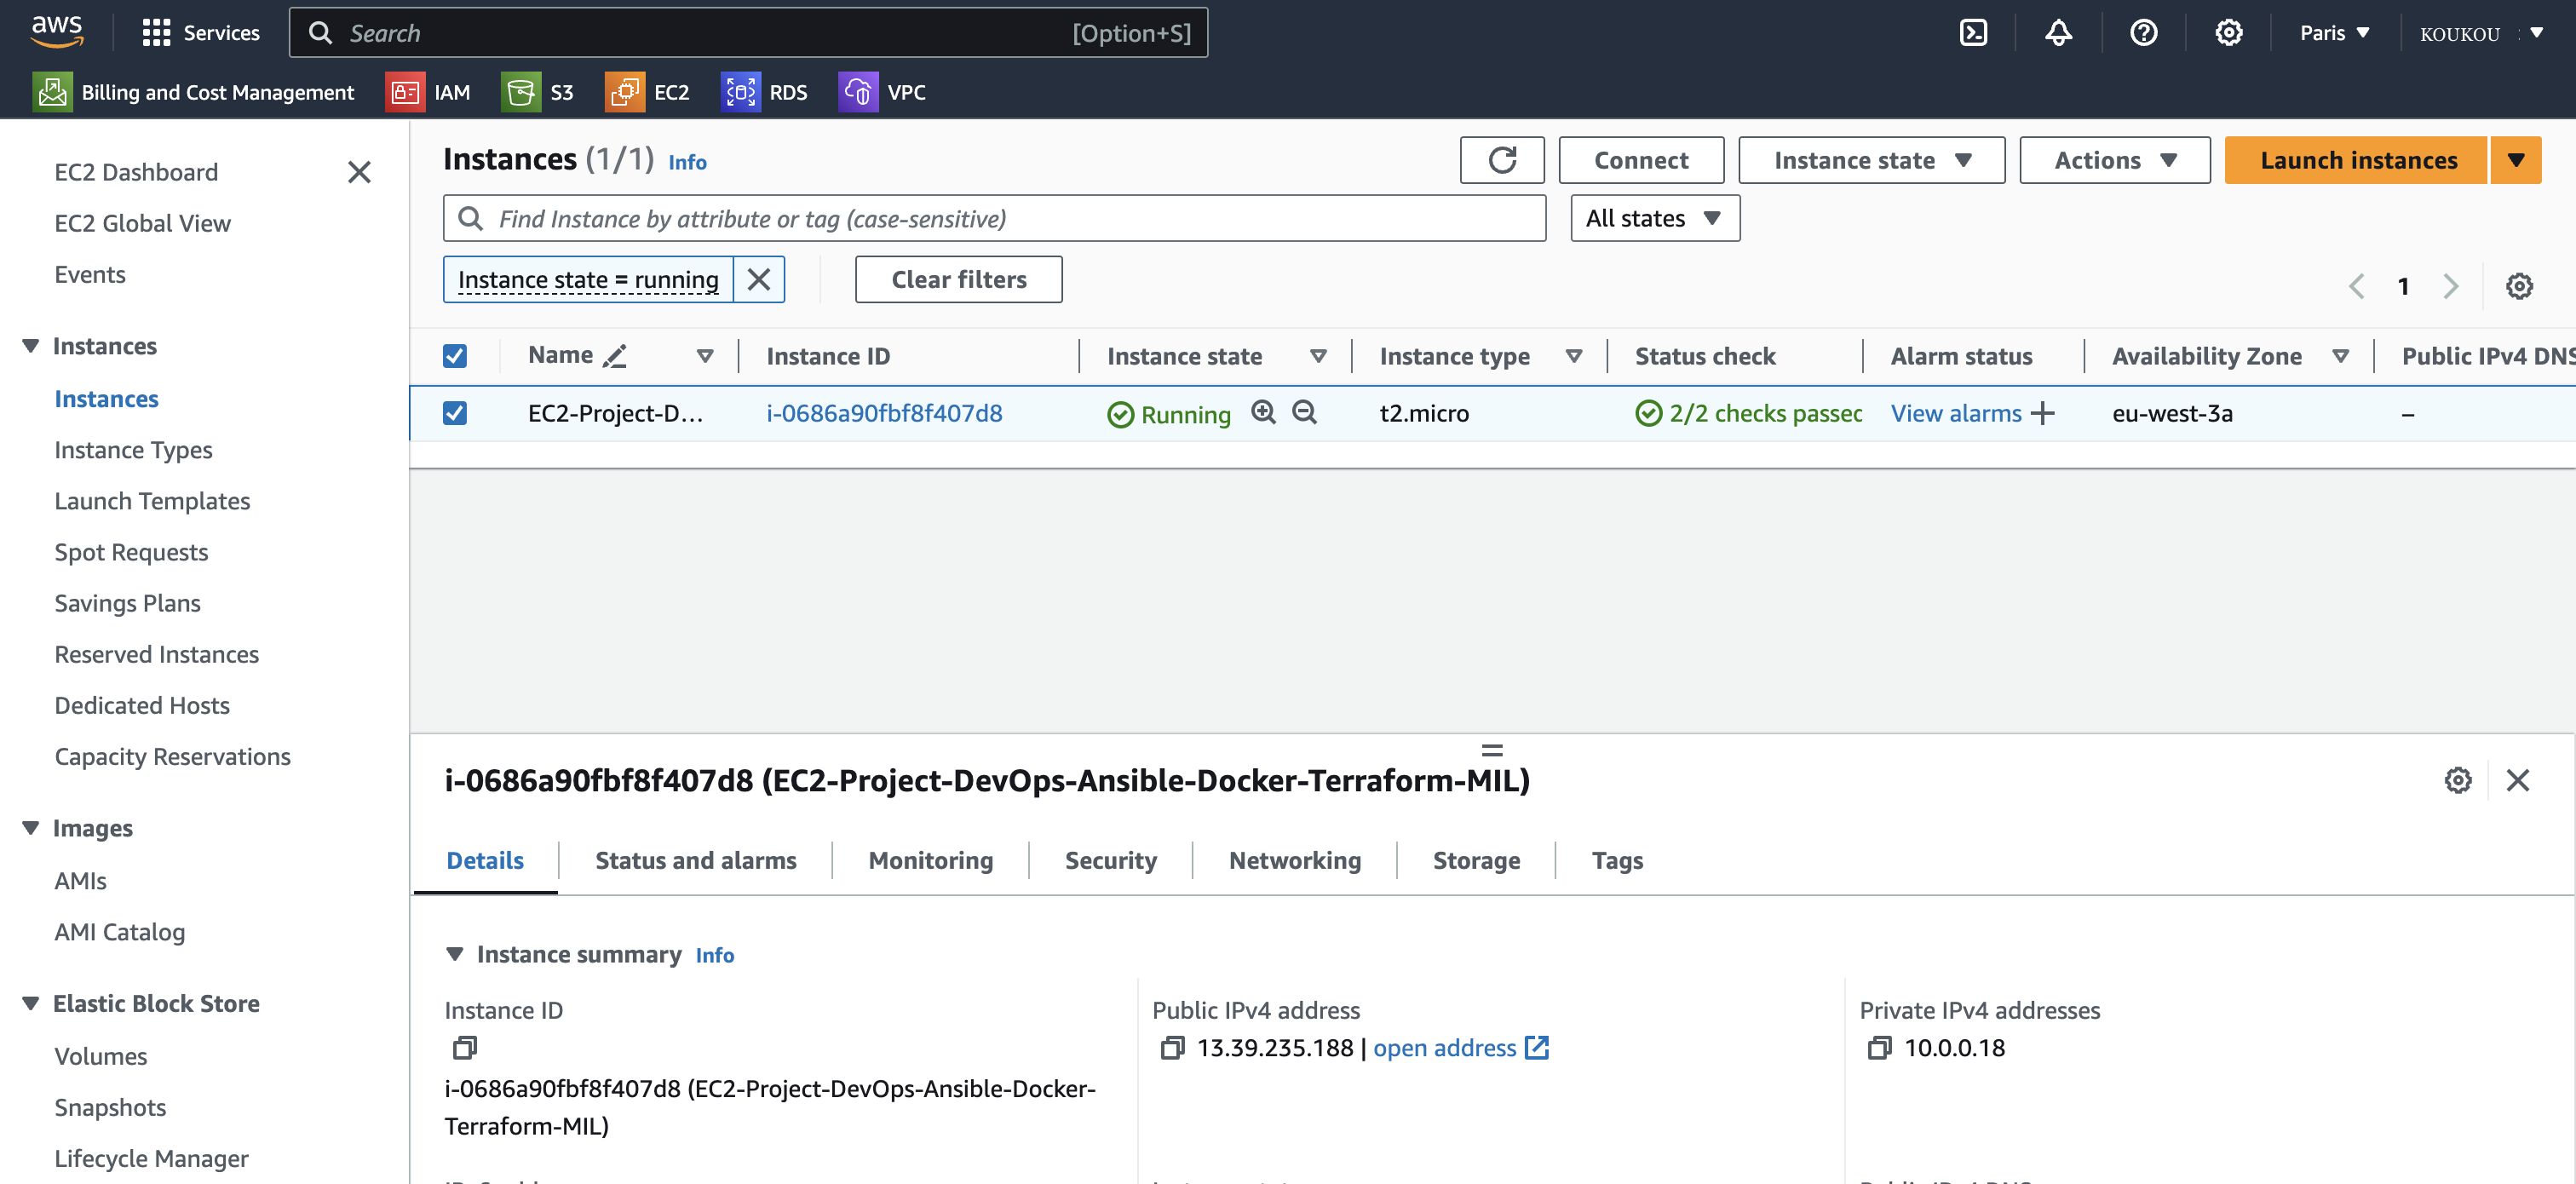 aws Services Search [Option+S] Paris KOUKOU
Billing and Cost Management IAM S3 EC2 RDS VPC
EC2 Dashboard
EC2 Global View
Events
Instances
Instances
Instance Types
Launch Templates
Spot Requests
Savings Plans
Reserved Instances
Dedicated Hosts
Capacity Reservations
Images
AMIs
AMI Catalog
Elastic Block Store
Volumes
Snapshots
Lifecycle Manager
Instances (1/1) Info Connect Instance state Actions Launch instances
Find Instance by attribute or tag (case-sensitive) All states
Instance state = running Clear filters 1
Name Instance ID Instance state Instance type Status check Alarm status Availability Zone Public IPv4 DNS
EC2-Project-D... i-0686a90fbf8f407d8 Running t2.micro 2/2 checks passed View alarms + eu-west-3a –
i-0686a90fbf8f407d8 (EC2-Project-DevOps-Ansible-Docker-Terraform-MIL)
Details Status and alarms Monitoring Security Networking Storage Tags
Instance summary Info
Instance ID
i-0686a90fbf8f407d8 (EC2-Project-DevOps-Ansible-Docker-
Terraform-MIL)
Public IPv4 address
13.39.235.188 | open address
Private IPv4 addresses
10.0.0.18